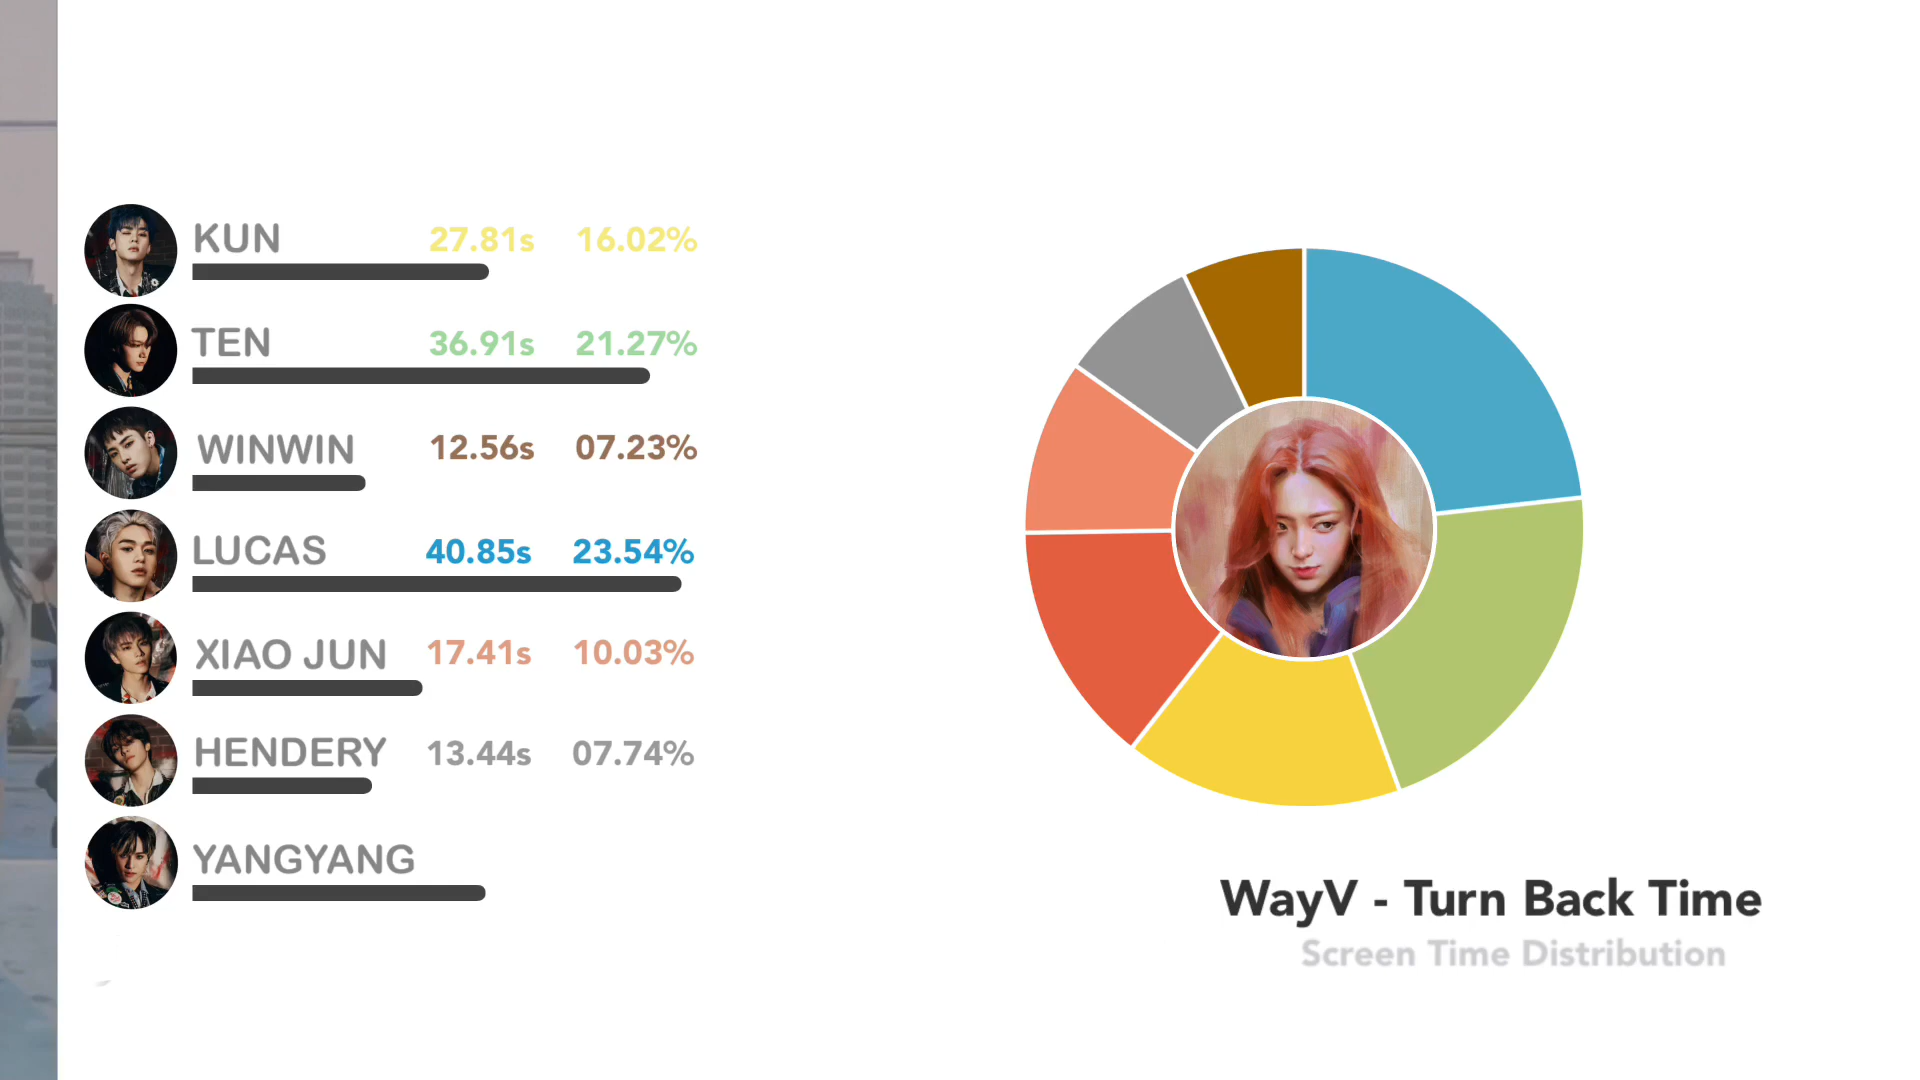 KUN 27.81s 16.02%
TEN 36.91s 21.27%
WINWIN 12.56s 07.23%
LUCAS 40.85s 23.54%
XIAO JUN 17.41s 10.03%
HENDERY 13.44s 07.74%
YANGYANG
WayV - Turn Back Time
Screen Time Distribution